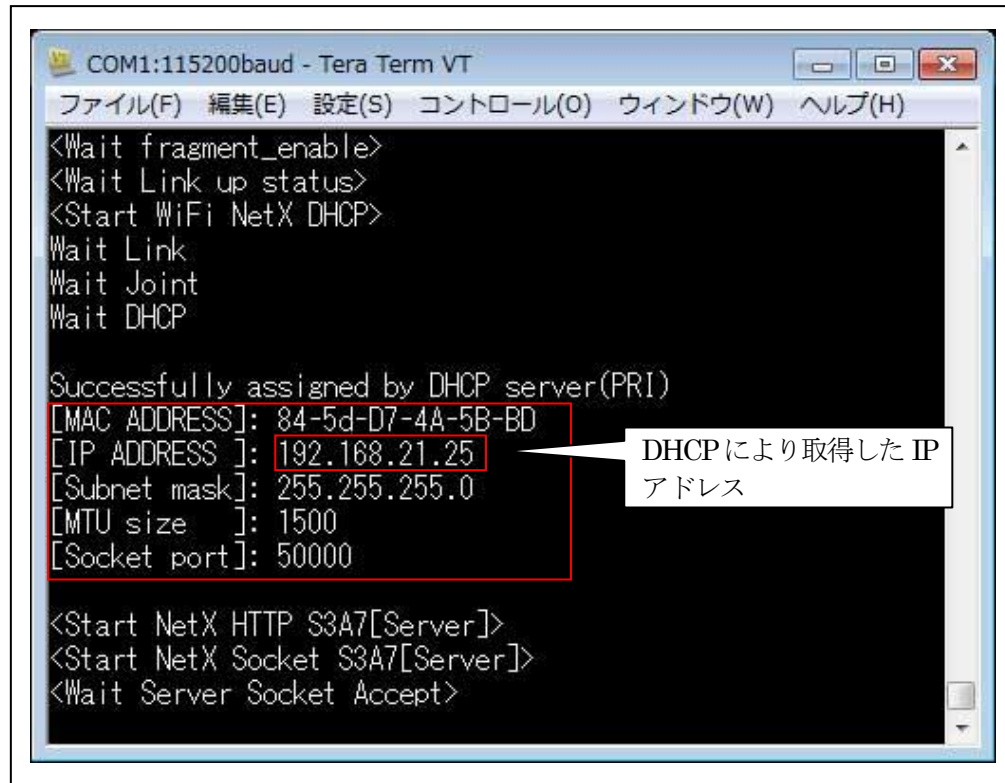 COM1:115200baud - Tera Term VT
ファイル(F) 編集(E) 設定(S) コントロール(O) ウィンドウ(W) ヘルプ(H)
<Wait fragment_enable>
<Wait Link up status>
<Start WiFi NetX DHCP>
Wait Link
Wait Joint
Wait DHCP
Successfully assigned by DHCP server(PRI)
[MAC ADDRESS]: 84-5d-D7-4A-5B-BD
[IP ADDRESS ]: 192.168.21.25
[Subnet mask]: 255.255.255.0
[MTU size   ]: 1500
[Socket port]: 50000
DHCPにより取得した IP
アドレス
<Start NetX HTTP S3A7[Server]>
<Start NetX Socket S3A7[Server]>
<Wait Server Socket Accept>